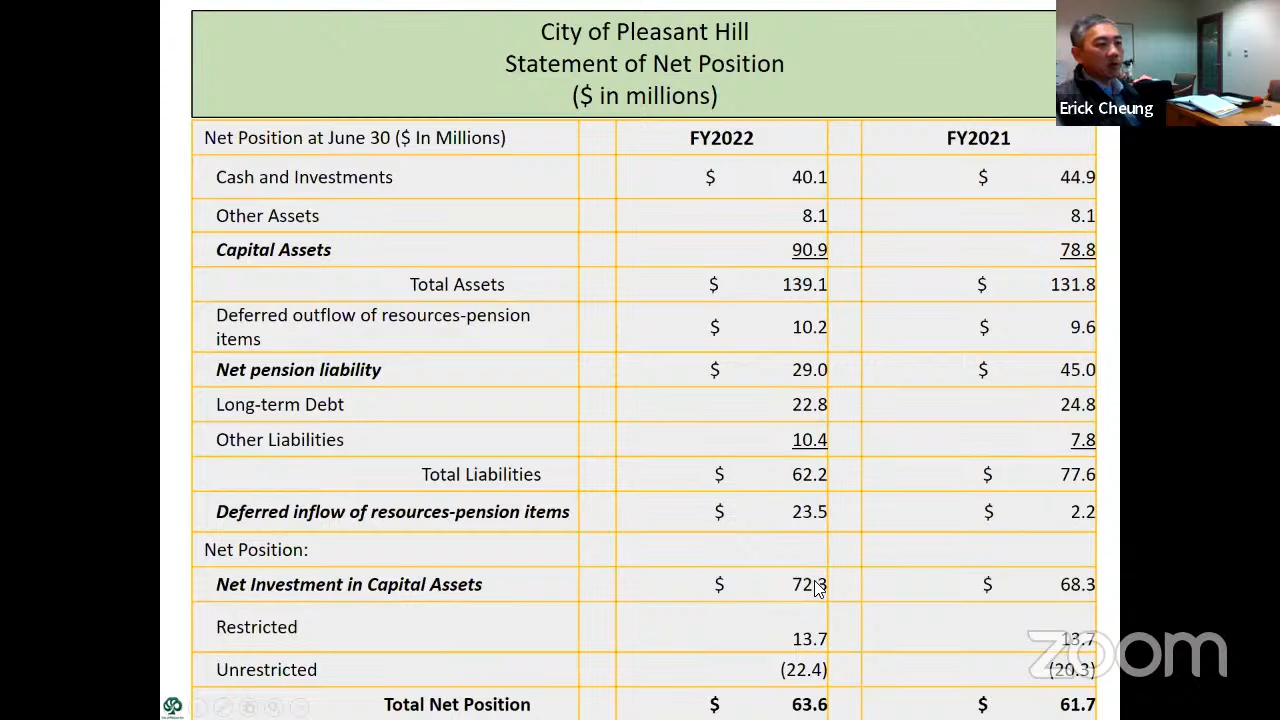 City of Pleasant Hill
Statement of Net Position
($ in millions)
Erick Cheung
Net Position at June 30 ($ In Millions) FY2022 FY2021
Cash and Investments $ 40.1 $ 44.9
Other Assets 8.1 8.1
Capital Assets 90.9 78.8
Total Assets $ 139.1 $ 131.8
Deferred outflow of resources-pension
items $ 10.2 $ 9.6
Net pension liability $ 29.0 $ 45.0
Long-term Debt 22.8 24.8
Other Liabilities 10.4 7.8
Total Liabilities $ 62.2 $ 77.6
Deferred inflow of resources-pension items $ 23.5 $ 2.2
Net Position:
Net Investment in Capital Assets $ 72.3 $ 68.3
Restricted 13.7 13.7
Unrestricted (22.4) (20.3)
Total Net Position $ 63.6 $ 61.7
zoom